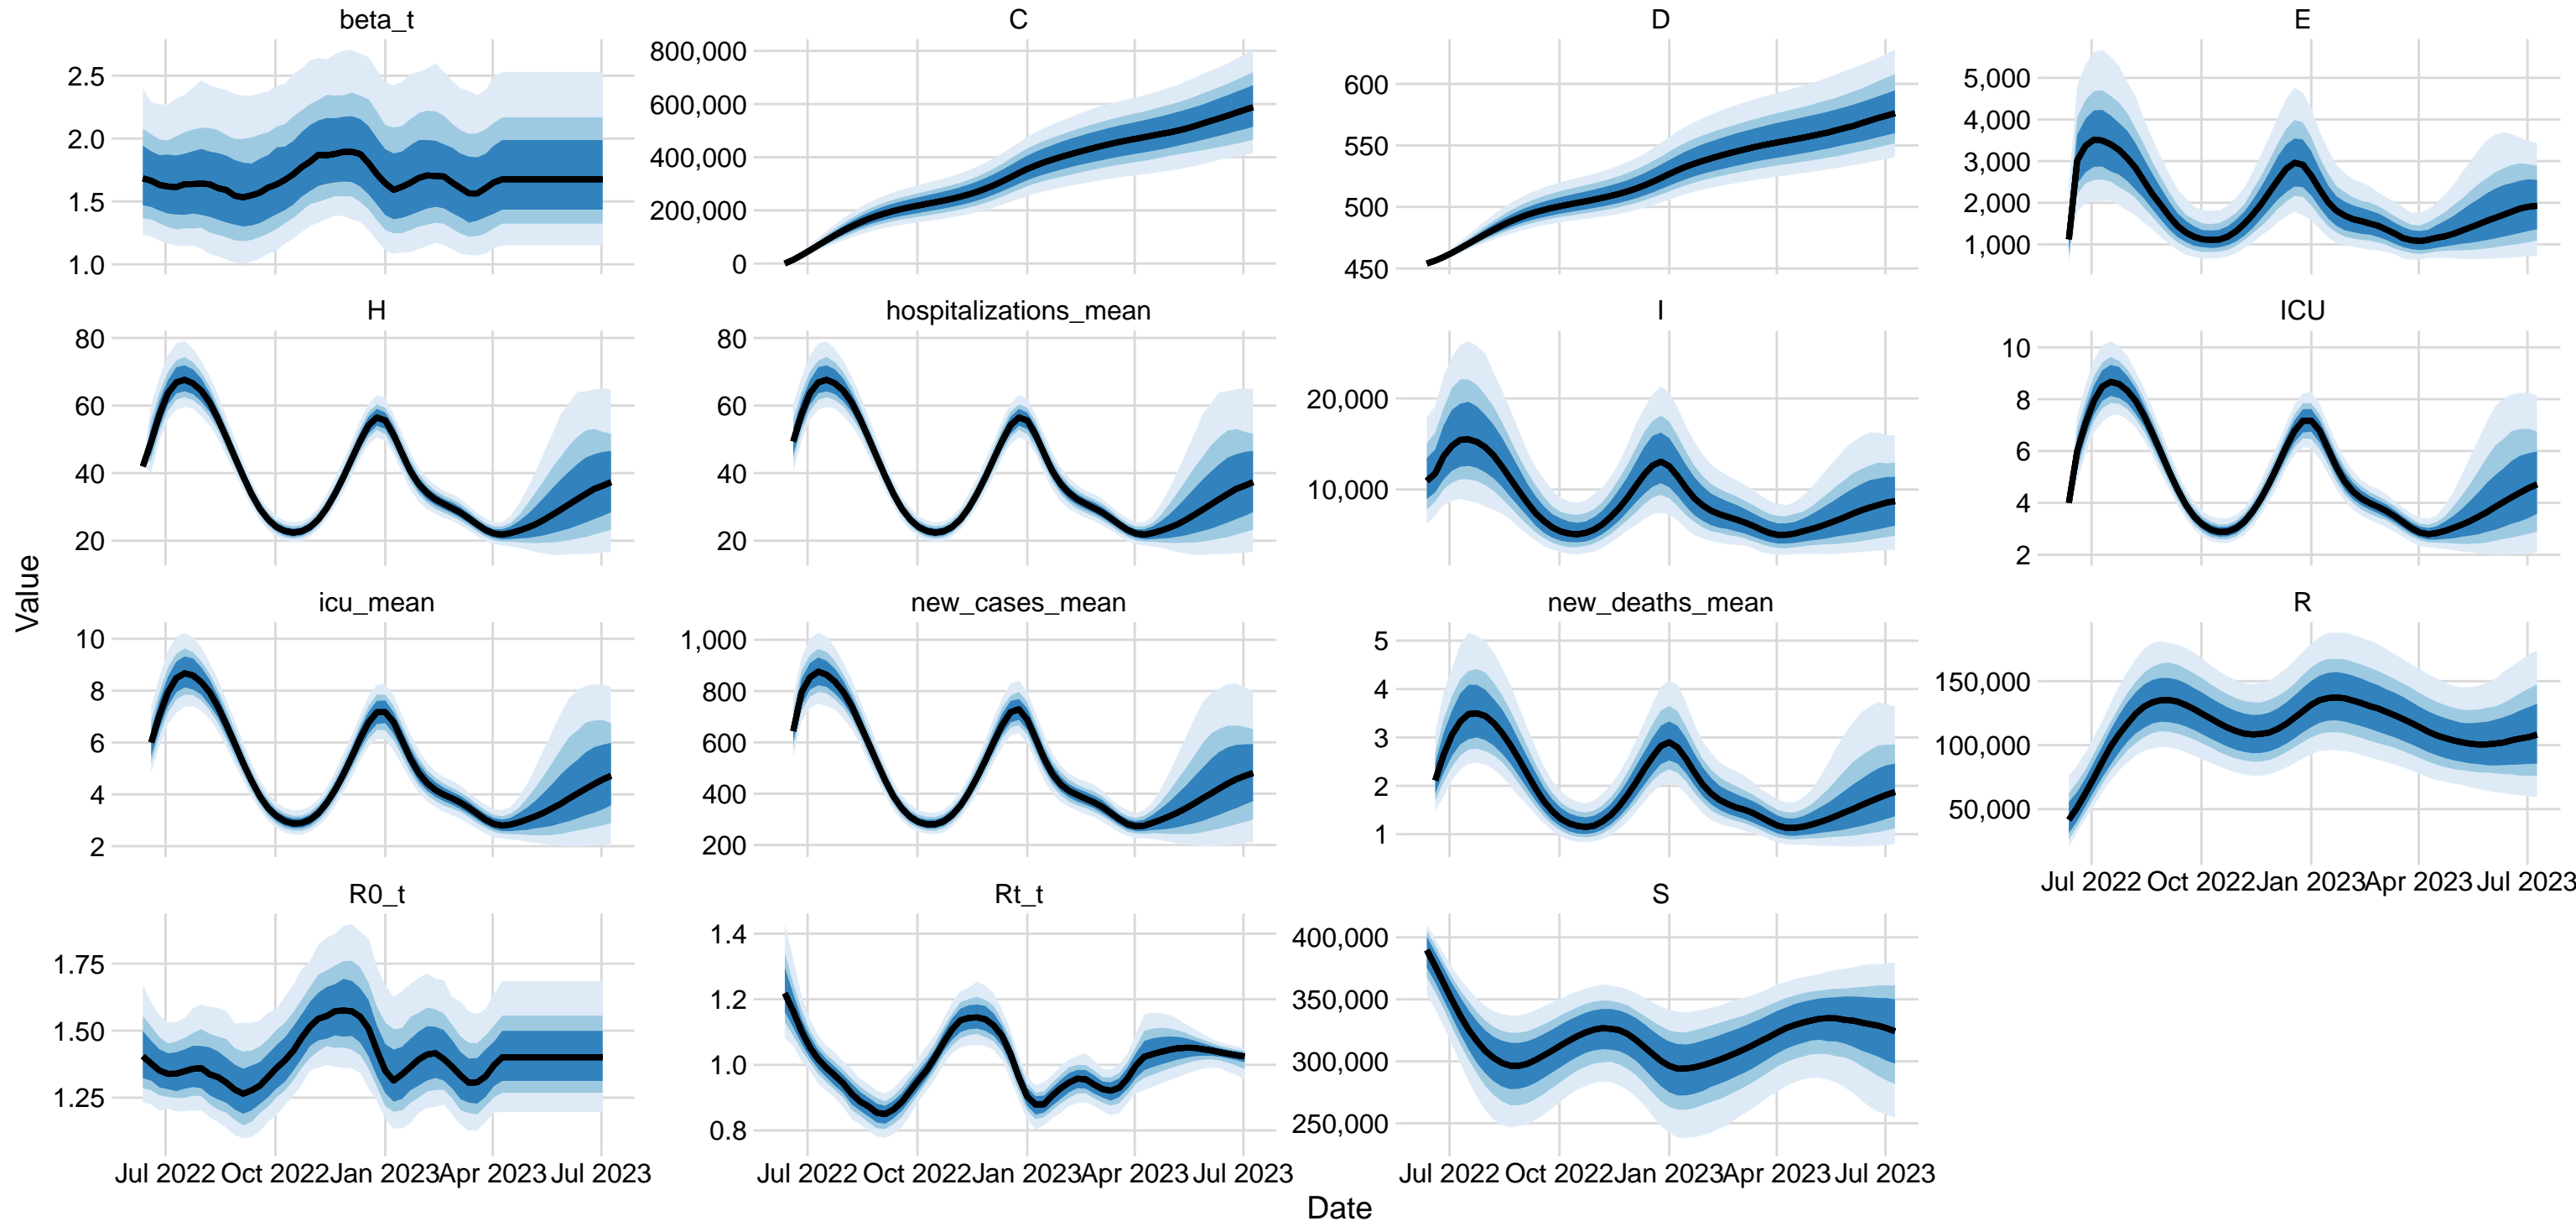 beta_t
2.5
2.0
1.5
1.0
C
800,000
600,000
400,000
200,000
0
D
600
550
500
450
E
5,000
4,000
3,000
2,000
1,000
H
80
60
40
20
hospitalizations_mean
80
60
40
20
I
20,000
10,000
ICU
10
8
6
4
2
Value
icu_mean
10
8
6
4
2
new_cases_mean
1,000
800
600
400
200
new_deaths_mean
5
4
3
2
1
R
150,000
100,000
50,000
Jul 2022 Oct 2022 Jan 2023 Apr 2023 Jul 2023
R0_t
1.75
1.50
1.25
Jul 2022 Oct 2022 Jan 2023 Apr 2023 Jul 2023
Rt_t
1.4
1.2
1.0
0.8
Jul 2022 Oct 2022 Jan 2023 Apr 2023 Jul 2023
S
400,000
350,000
300,000
250,000
Jul 2022 Oct 2022 Jan 2023 Apr 2023 Jul 2023
Date